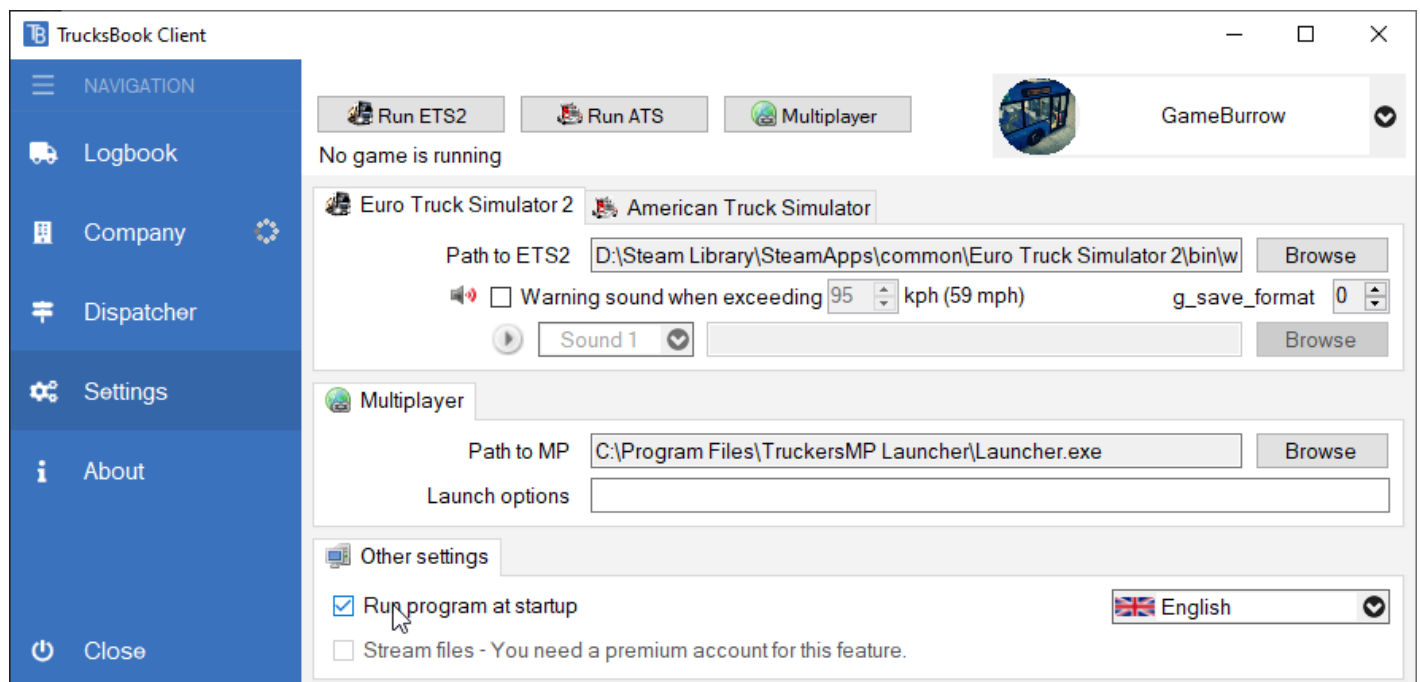 TB TrucksBook Client
NAVIGATION
Logbook
Company
Dispatcher
Settings
About
Close
Run ETS2 Run ATS Multiplayer
GameBurrow
No game is running
Euro Truck Simulator 2 American Truck Simulator
Path to ETS2 D:\Steam Library\SteamApps\common\Euro Truck Simulator 2\bin\w Browse
Warning sound when exceeding 95 kph (59 mph) g_save_format 0
Sound 1 Browse
Multiplayer
Path to MP C:\Program Files\TruckersMP Launcher\Launcher.exe Browse
Launch options
Other settings
Run program at startup English
Stream files - You need a premium account for this feature.